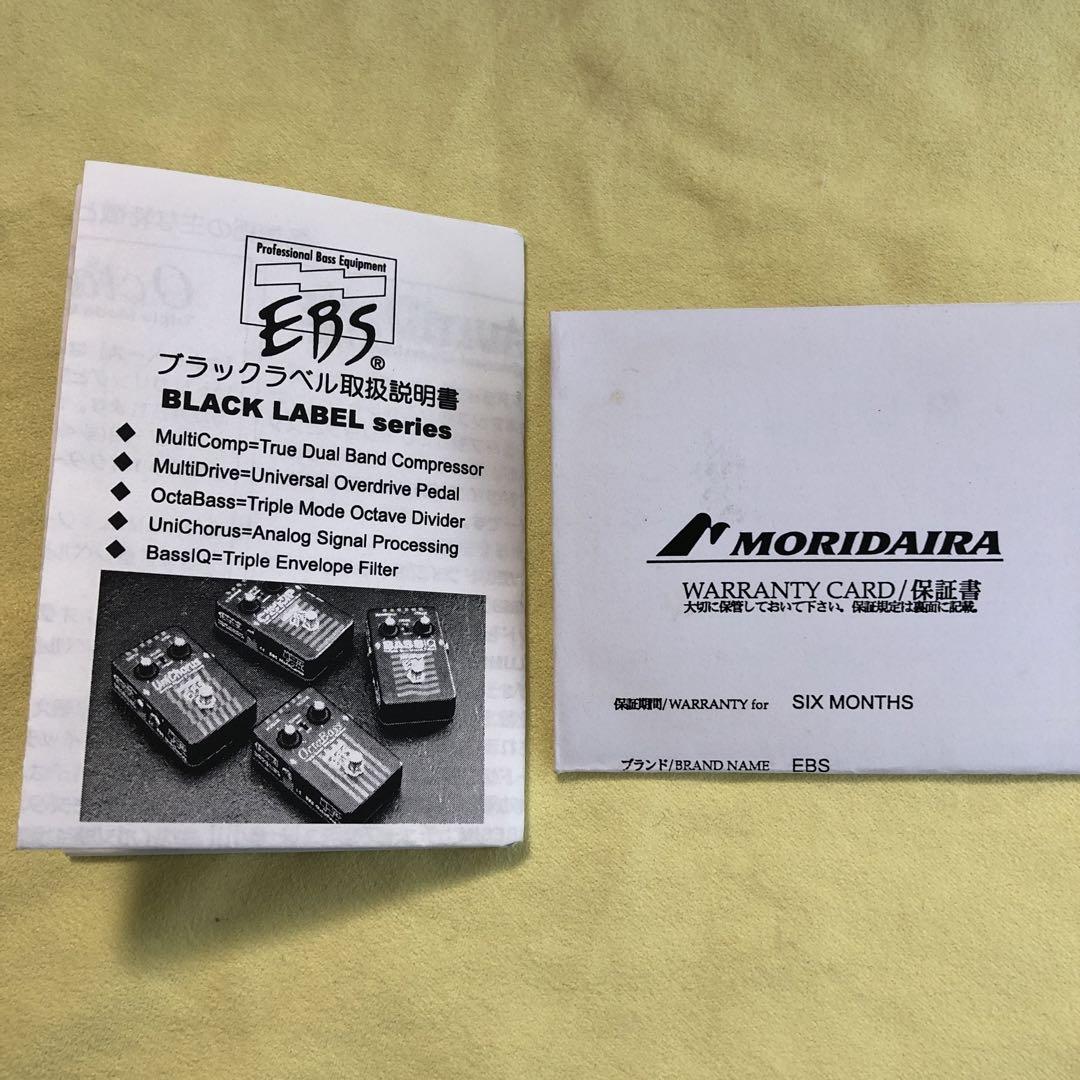 Professional Bass Equipment
EBS®
ブラックラベル取扱説明書
BLACK LABEL series
◆ MultiComp=True Dual Band Compressor
◆ MultiDrive=Universal Overdrive Pedal
◆ OctaBass=Triple Mode Octave Divider
◆ UniChorus=Analog Signal Processing
◆ BassIQ=Triple Envelope Filter
UniChorus
BASSIQ
OctaBass
MORIDAIRA
WARRANTY CARD/保証書
大切に保管しておいて下さい。保証規定は裏面に記載。
保証期間/WARRANTY for SIX MONTHS
ブランド/BRAND NAME EBS